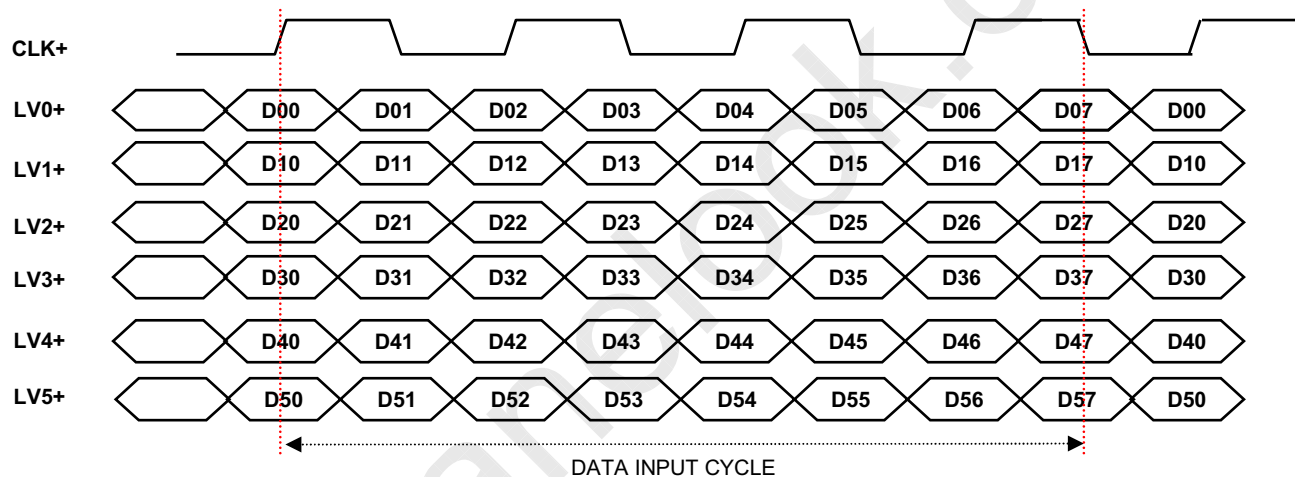 CLK+
LV0+ D00 D01 D02 D03 D04 D05 D06 D07 D00
LV1+ D10 D11 D12 D13 D14 D15 D16 D17 D10
LV2+ D20 D21 D22 D23 D24 D25 D26 D27 D20
LV3+ D30 D31 D32 D33 D34 D35 D36 D37 D30
LV4+ D40 D41 D42 D43 D44 D45 D46 D47 D40
LV5+ D50 D51 D52 D53 D54 D55 D56 D57 D50
DATA INPUT CYCLE
anelook.c